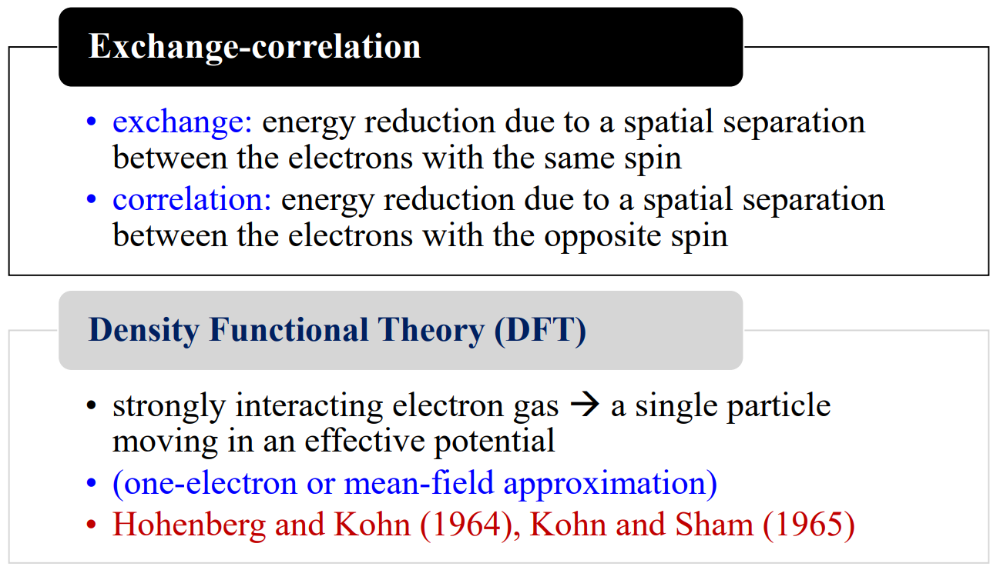 Exchange-correlation
• exchange: energy reduction due to a spatial separation
between the electrons with the same spin
• correlation: energy reduction due to a spatial separation
between the electrons with the opposite spin
Density Functional Theory (DFT)
• strongly interacting electron gas → a single particle
moving in an effective potential
• (one-electron or mean-field approximation)
• Hohenberg and Kohn (1964), Kohn and Sham (1965)